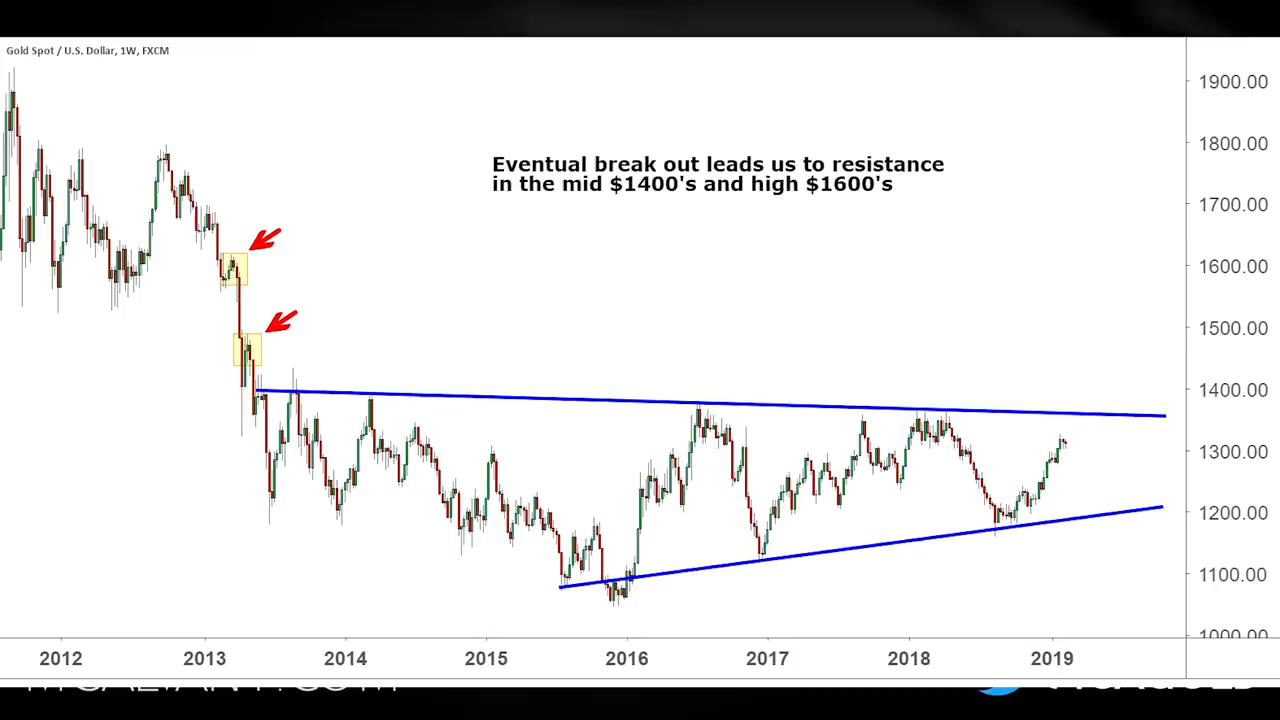 Gold Spot / U.S. Dollar, 1W, FXCM
Eventual break out leads us to resistance
in the mid $1400's and high $1600's
1900.00
1800.00
1700.00
1600.00
1500.00
1400.00
1300.00
1200.00
1100.00
1000.00
2012 2013 2014 2015 2016 2017 2018 2019